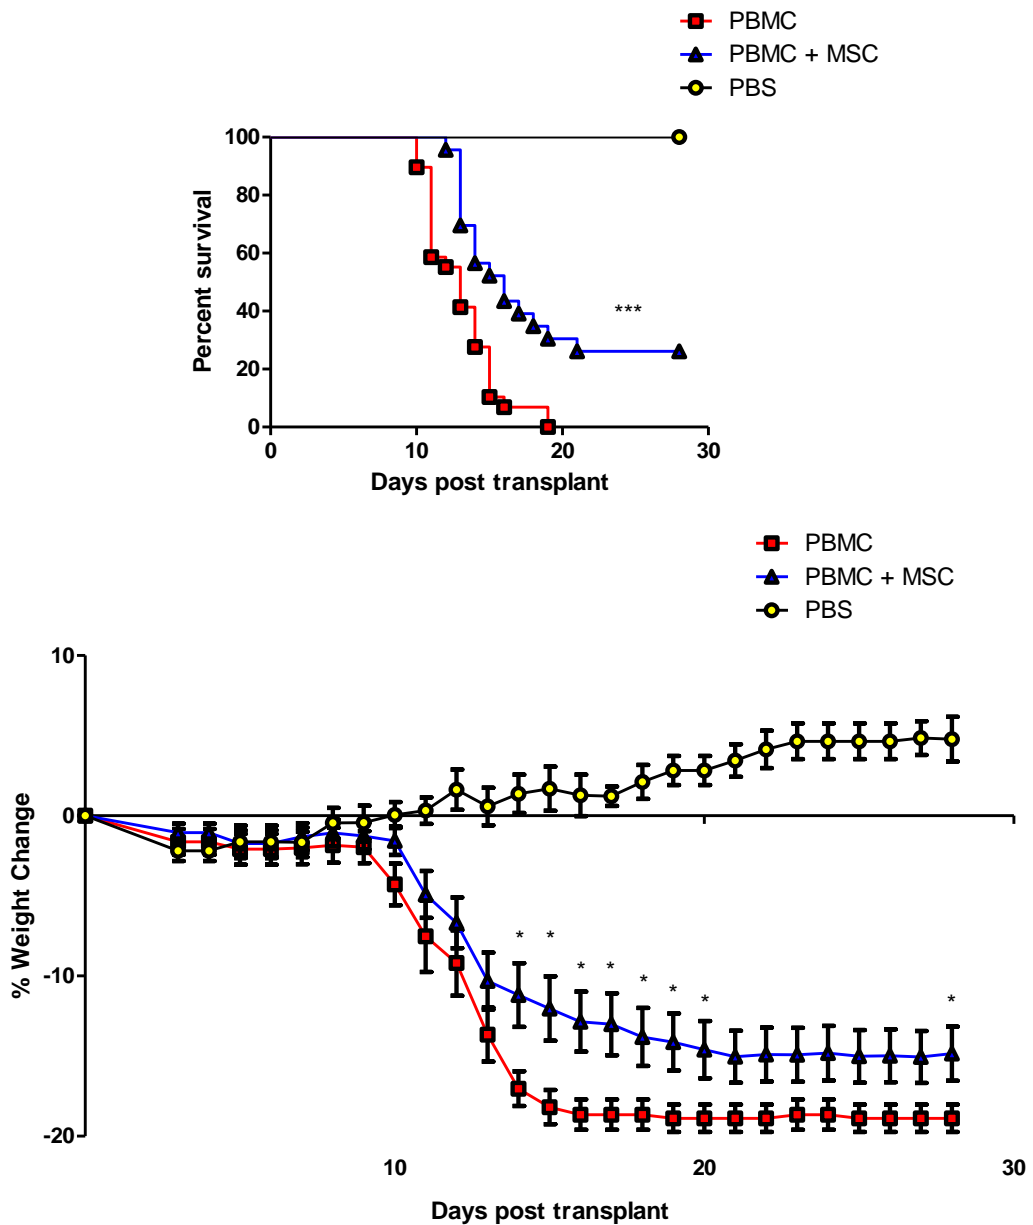 PBMC
PBMC + MSC
PBS
100
80
60
40
20
0
Percent survival
***
0 10 20 30
Days post transplant
PBMC
PBMC + MSC
PBS
10
0
-10
-20
% Weight Change
* * * * * * * *
10 20 30
Days post transplant